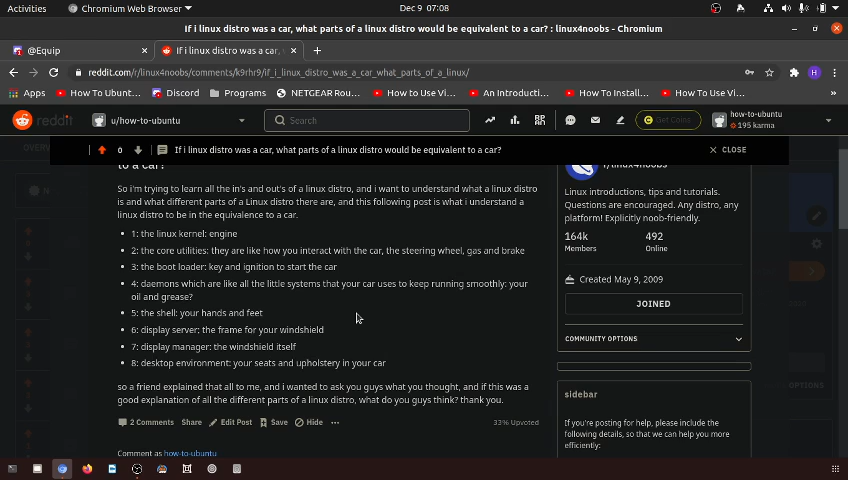 Activities Chromium Web Browser Dec 9 07:08
If i linux distro was a car, what parts of a linux distro would be equivalent to a car? : linux4noobs - Chromium
@Equip If i linux distro was a car,
reddit.com/r/linux4noobs/comments/k9rhr9/if_i_linux_distro_was_a_car_what_parts_of_a_linux/
Apps How To Ubunt… Discord Programs NETGEAR Rou… How to Use Vi… An Introducti… How To Install… How To Use Vi… »
reddit u/how-to-ubuntu Search Get Coins how-to-ubuntu
195 karma
0 If i linux distro was a car, what parts of a linux distro would be equivalent to a car? CLOSE
to a car?
So i'm trying to learn all the in's and out's of a linux distro, and i want to understand what a linux distro
is and what different parts of a Linux distro there are, and this following post is what i understand a
linux distro to be in the equivalence to a car.
• 1: the linux kernel: engine
• 2: the core utilities: they are like how you interact with the car, the steering wheel, gas and brake
• 3: the boot loader: key and ignition to start the car
• 4: daemons which are like all the little systems that your car uses to keep running smoothly: your
oil and grease?
• 5: the shell: your hands and feet
• 6: display server: the frame for your windshield
• 7: display manager: the windshield itself
• 8: desktop environment: your seats and upholstery in your car
so a friend explained that all to me, and i wanted to ask you guys what you thought, and if this was a
good explanation of all the different parts of a linux distro, what do you guys think? thank you.
2 Comments Share Edit Post Save Hide ••• 33% Upvoted
Comment as how-to-ubuntu
r/linux4noobs
Linux introductions, tips and tutorials.
Questions are encouraged. Any distro, any
platform! Explicitly noob-friendly.
164k 492
Members Online
Created May 9, 2009
JOINED
COMMUNITY OPTIONS
sidebar
If you're posting for help, please include the
following details, so that we can help you more
efficiently: